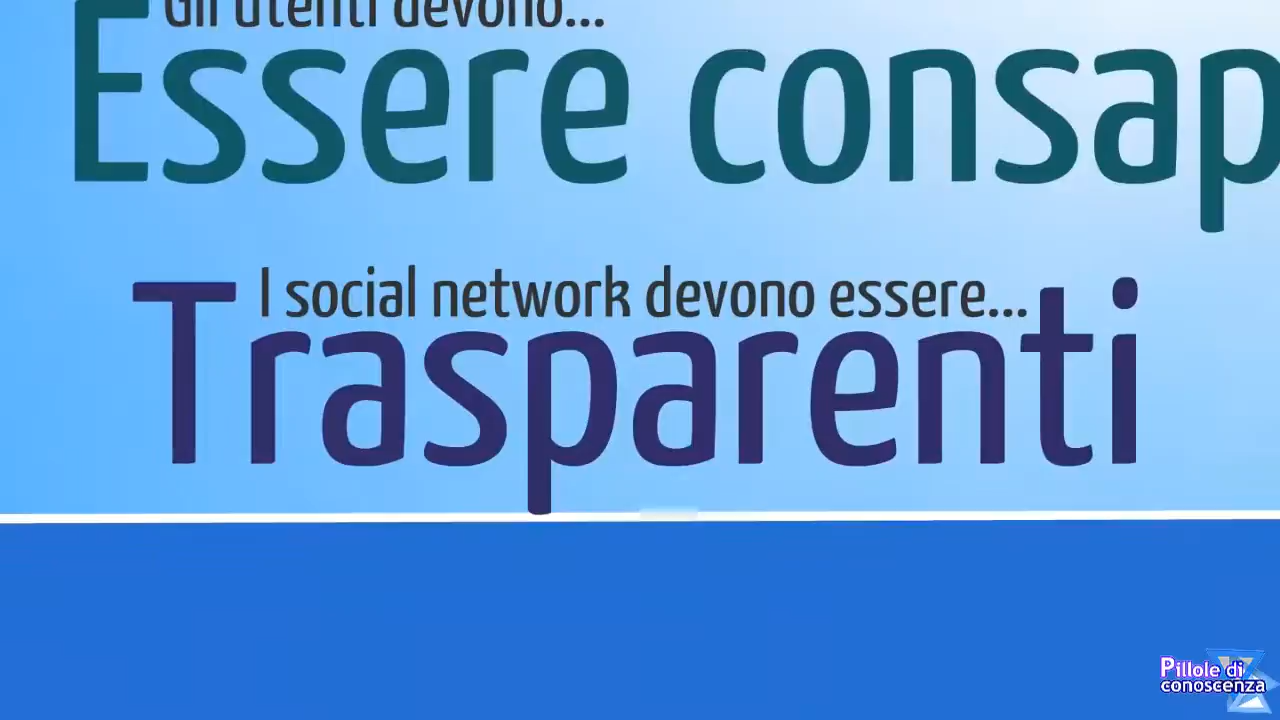 Gli utenti devono...
Essere consap
I social network devono essere...
Trasparenti
Pillole di
conoscenza